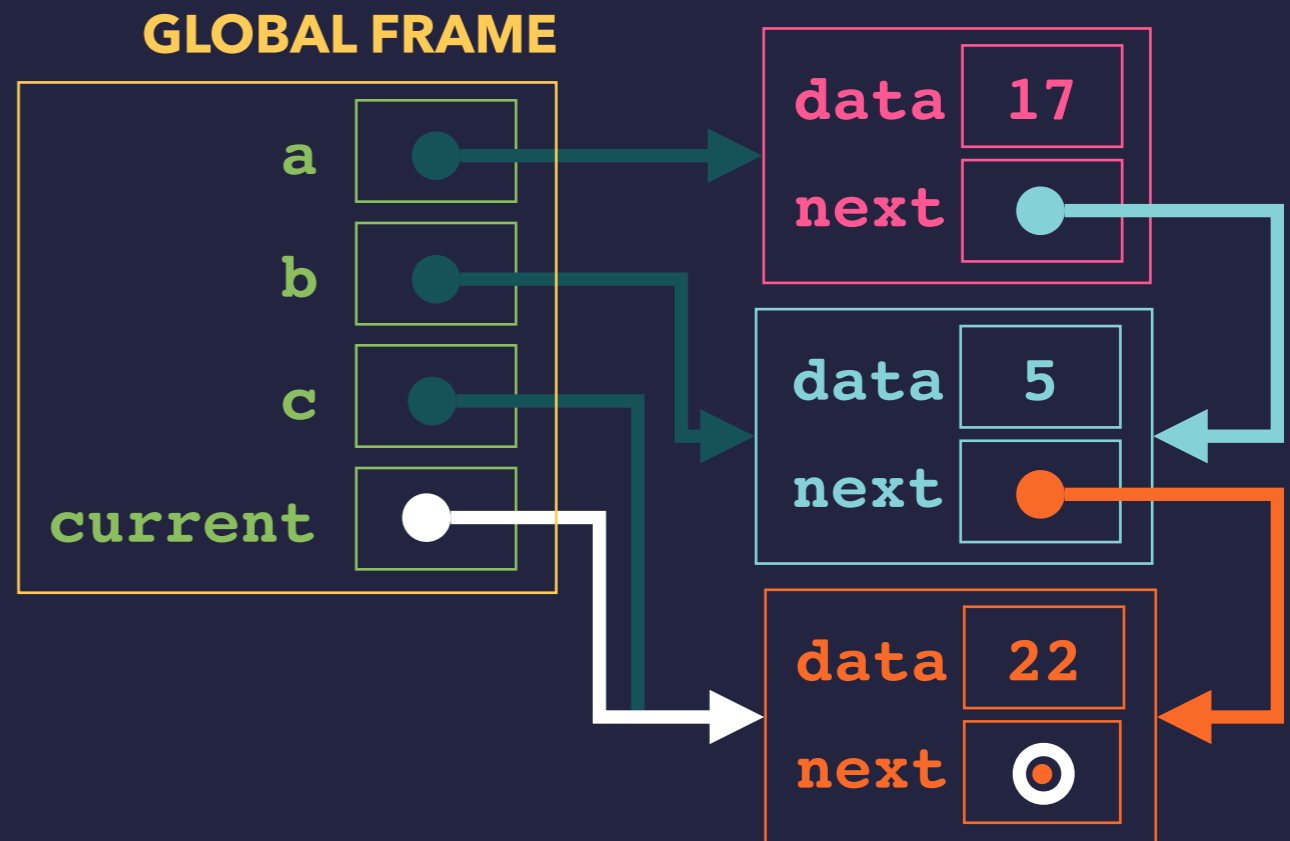 GLOBAL FRAME
a
b
c
current
data 17
next
data 5
next
data 22
next